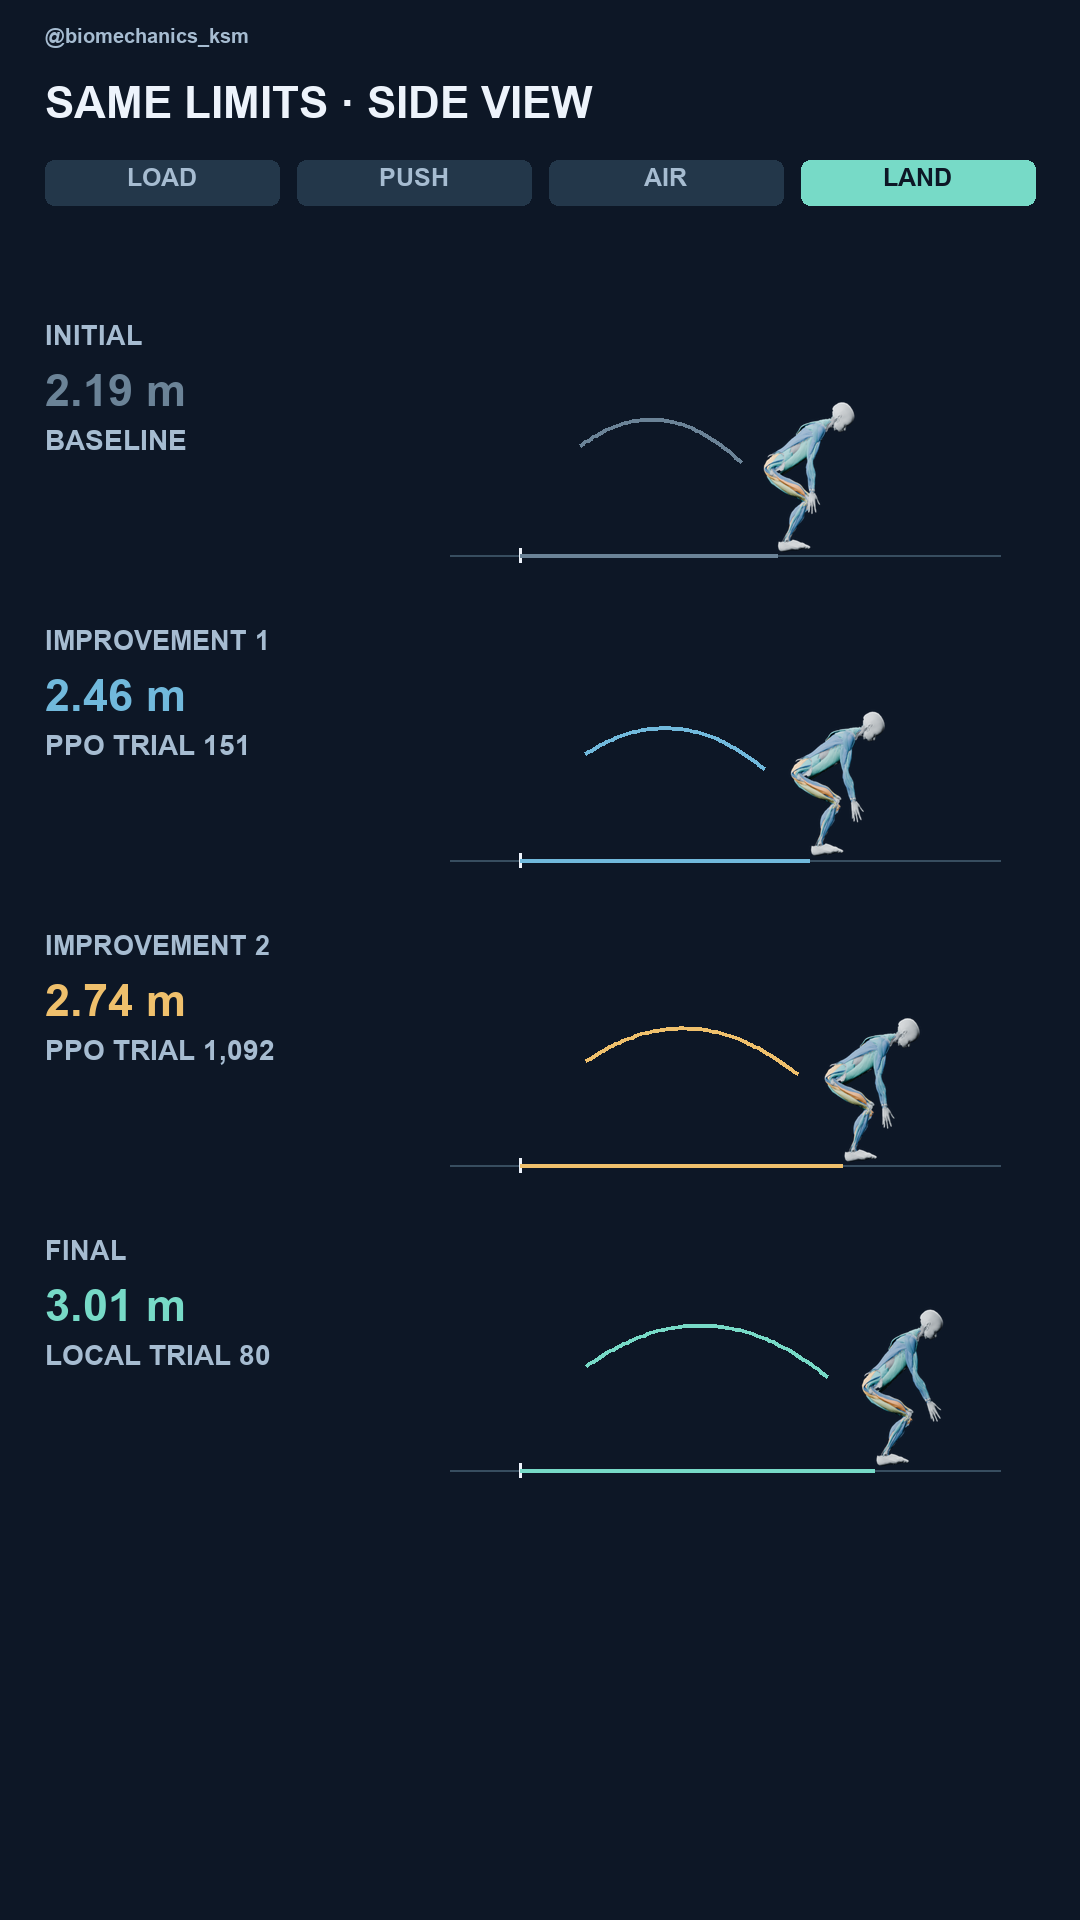 @biomechanics_ksm
SAME LIMITS · SIDE VIEW
LOAD PUSH AIR LAND
INITIAL
2.19 m
BASELINE
IMPROVEMENT 1
2.46 m
PPO TRIAL 151
IMPROVEMENT 2
2.74 m
PPO TRIAL 1,092
FINAL
3.01 m
LOCAL TRIAL 80